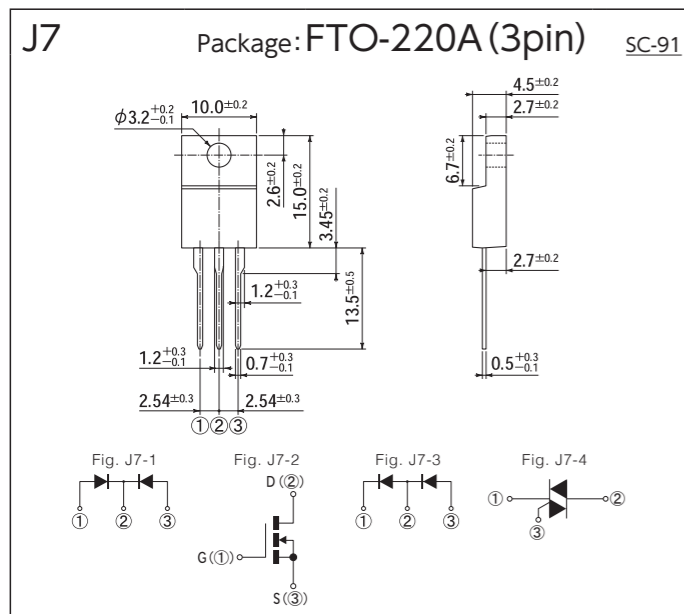 J7 Package: FTO-220A (3pin) SC-91
4.5±0.2
10.0±0.2
2.7±0.2
ϕ3.2+0.2−0.1
2.6±0.2
15.0±0.2
3.45±0.2
6.7±0.2
2.7±0.2
1.2+0.3−0.1
13.5±0.5
1.2+0.3−0.1
0.7+0.3−0.1
0.5+0.3−0.1
2.54±0.3
2.54±0.3
① ② ③
Fig. J7-1
Fig. J7-2
Fig. J7-3
Fig. J7-4
① ② ③
D (②)
G (①)
S (③)
① ② ③
① ②
③